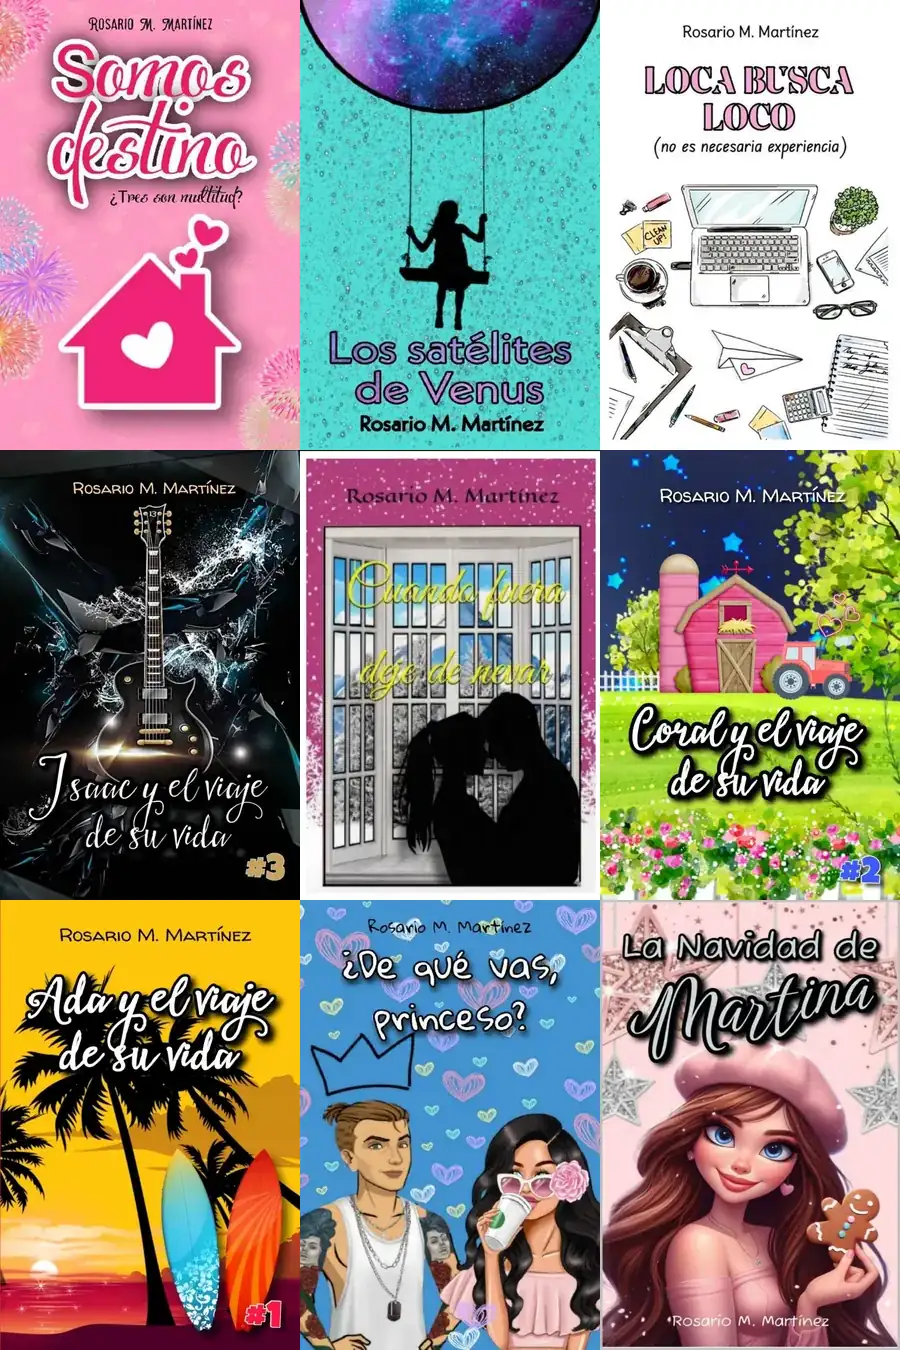 Rosario M. Martínez
Somos
destino
¿Tres son multitud?
Los satélites
de Venus
Rosario M. Martínez
Rosario M. Martínez
LOCA BUSCA
LOCO
(no es necesaria experiencia)
CLEAN
UP!
Rosario M. Martínez
13
Isaac y el viaje
de su vida
#3
Rosario M. Martínez
Cuando fuera
deje de nevar
Rosario M. Martínez
Coral y el viaje
de su vida
#2
Rosario M. Martínez
Ada y el viaje
de su vida
#1
Rosario M. Martínez
¿De qué vas,
princeso?
La Navidad de
Martina
Rosario M. Martínez